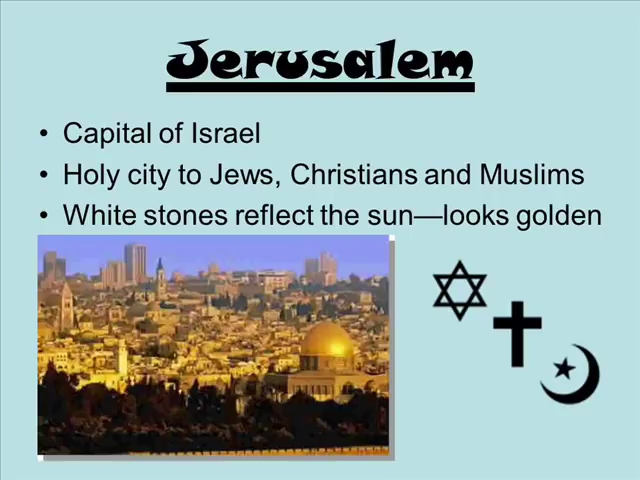 Jerusalem
• Capital of Israel
• Holy city to Jews, Christians and Muslims
• White stones reflect the sun—looks golden